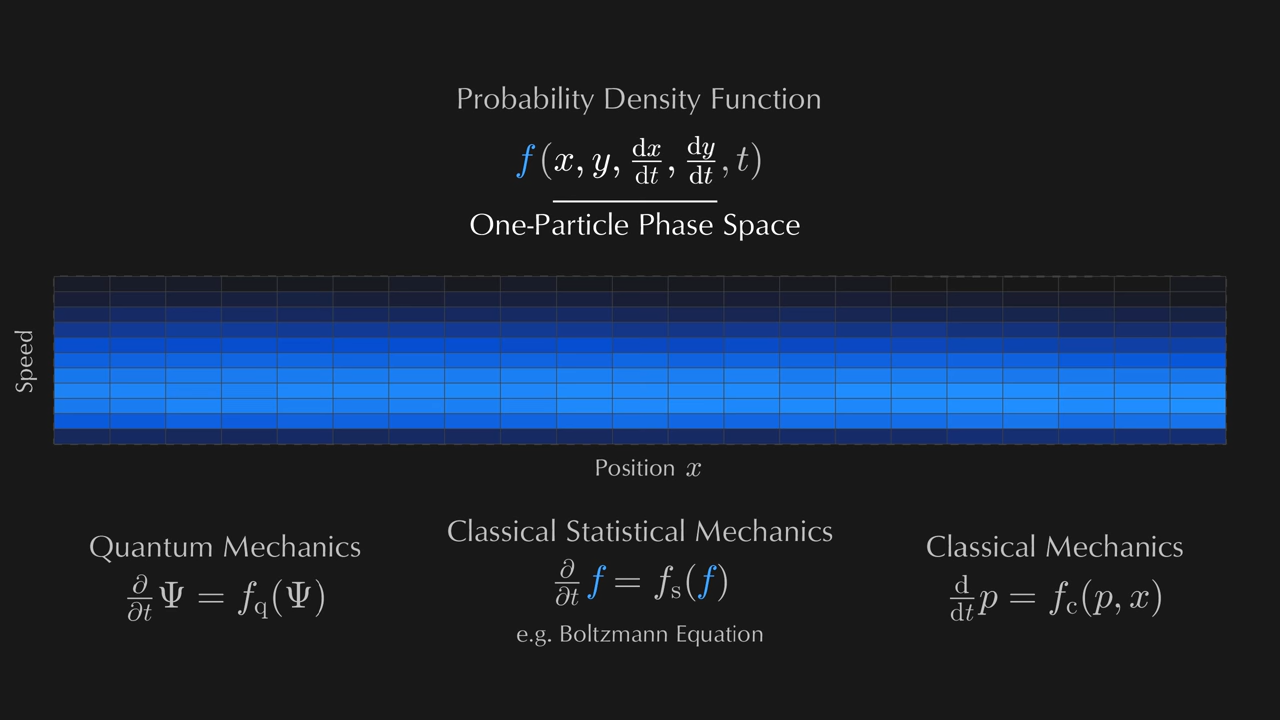 Probability Density Function
f(x, y, dx/dt, dy/dt, t)
One-Particle Phase Space
Speed
Position x
Quantum Mechanics
∂/∂t Ψ = f_q(Ψ)
Classical Statistical Mechanics
∂/∂t f = f_s(f)
e.g. Boltzmann Equation
Classical Mechanics
d/dt p = f_c(p, x)